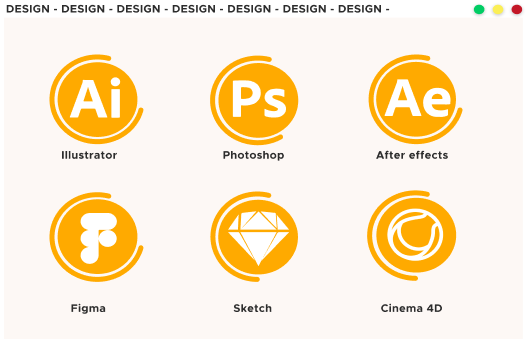 DESIGN - DESIGN - DESIGN - DESIGN - DESIGN - DESIGN - DESIGN - DESIGN -
Ai Ps Ae
Illustrator Photoshop After effects
Figma Sketch Cinema 4D